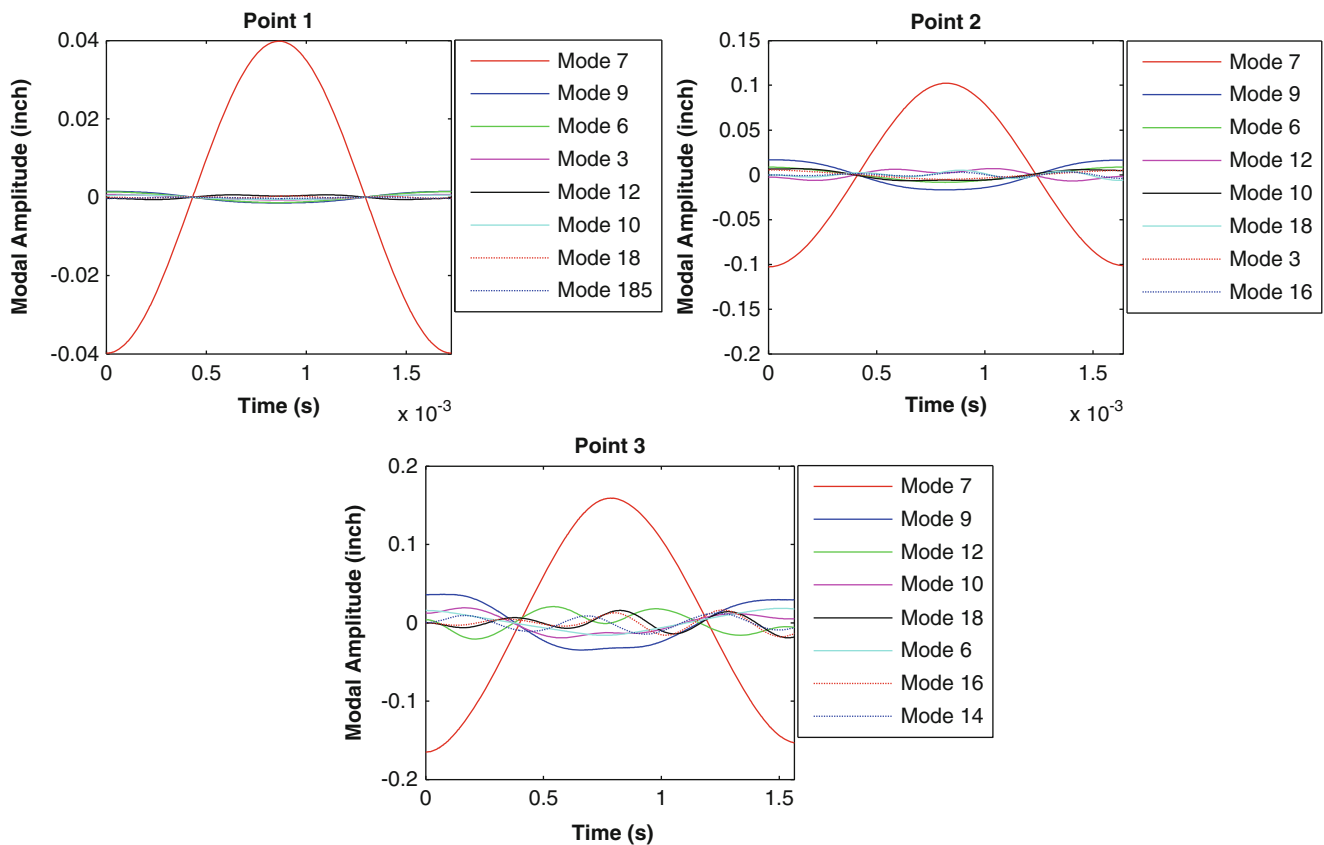 Point 1
Modal Amplitude (inch)
0.04
0.02
0
-0.02
-0.04
0
0.5
1
1.5
Time (s)
x 10⁻³
Mode 7
Mode 9
Mode 6
Mode 3
Mode 12
Mode 10
Mode 18
Mode 185
Point 2
Modal Amplitude (inch)
0.15
0.1
0.05
0
-0.05
-0.1
-0.15
-0.2
0
0.5
1
1.5
Time (s)
x 10⁻³
Mode 7
Mode 9
Mode 6
Mode 12
Mode 10
Mode 18
Mode 3
Mode 16
Point 3
Modal Amplitude (inch)
0.2
0.1
0
-0.1
-0.2
0
0.5
1
1.5
Time (s)
Mode 7
Mode 9
Mode 12
Mode 10
Mode 18
Mode 6
Mode 16
Mode 14